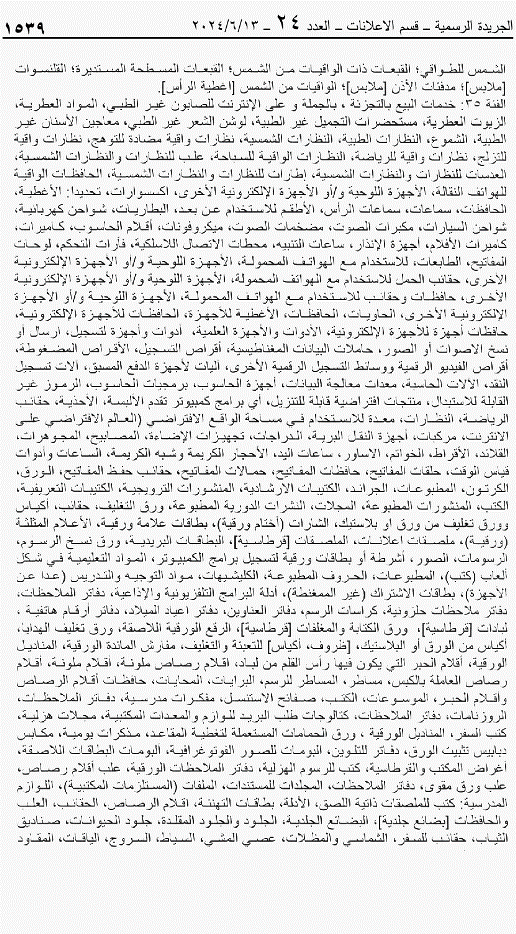 الجريدة الرسمية ــ قسم الاعلانات ــ العدد ٢٤ ــ ٢٠٢٤/٦/١٣ ١٥٣٩
الشمس للطواقي؛ القبعات ذات الواقيات من الشمس؛ القبعات المسطحة المستديرة؛ القلنسوات
[ملابس]؛ مدفئات الأذن [ملابس]؛ الواقيات من الشمس [اغطية الرأس].
الفئة ٣٥: خدمات البيع بالتجزئة ، بالجملة و على الإنترنت للصابون غير الطبي، المواد العطرية،
الزيوت العطرية، مستحضرات التجميل غير الطبية، لوشن الشعر غير الطبي، معاجين الأسنان غير
الطبية، الشموع، النظارات الطبية، النظارات الشمسية، نظارات واقية مضادة للتوهج، نظارات واقية
للتزلج، نظارات واقية للرياضة، النظارات الواقية للسباحة، علب للنظارات والنظارات الشمسية،
العدسات للنظارات والنظارات الشمسية، إطارات للنظارات والنظارات الشمسية، الحافظات الواقية
للهواتف النقالة، الأجهزة اللوحية و/أو الأجهزة الإلكترونية الأخرى، اكسسوارات، تحديدا: الأغطية،
الحافظات، سماعات، سماعات الرأس، الأطقم للاستخدام عن بعد، البطاريات، شواحن كهربائية،
شواحن السيارات، مكبرات الصوت، مضخمات الصوت، ميكروفونات، أقلام الحاسوب، كاميرات،
كاميرات الأفلام، اجهزة الإنذار، ساعات التنبيه، محطات الاتصال اللاسلكية، فأرات التحكم، لوحات
المفاتيح، الطابعات، للاستخدام مع الهواتف المحمولة، الأجهزة اللوحية و/أو الأجهزة الإلكترونية
الاخرى، حقائب الحمل للاستخدام مع الهواتف المحمولة، الأجهزة اللوحية و/أو الأجهزة الإلكترونية
الأخرى، حافظات وحقائب للاستخدام مع الهواتف المحمولة، الأجهزة اللوحية و/أو الأجهزة
الإلكترونية الأخرى، الحاويات، الحافظات، الأغطية للأجهزة، الحافظات للأجهزة الإلكترونية،
حافظات أجهزة للأجهزة الإلكترونية، الأدوات والأجهزة العلمية، أدوات وأجهزة لتسجيل، ارسال أو
نسخ الاصوات أو الصور، حاملات البيانات المغناطيسية، أقراص التسجيل، الأقراص المضغوطة،
أقراص الفيديو الرقمية ووسائط التسجيل الرقمية الأخرى، اليات لأجهزة الدفع المسبق، آلات تسجيل
النقد، الآلات الحاسبة، معدات معالجة البيانات، أجهزة الحاسوب، برمجيات الحاسوب، الرموز غير
القابلة للاستبدال، منتجات افتراضية قابلة للتنزيل، أي برامج كمبيوتر تقدم الالبسة، الأحذية، حقائب
الرياضة، النظارات، معدة للاستخدام في مساحة الواقع الافتراضي (العالم الافتراضي على
الانترنت، مركبات، أجهزة النقل البرية، الدراجات، تجهيزات الإضاءة، المصابيح، المجوهرات،
القلائد، الأقراط، الخواتم، الاساور، ساعات اليد، الأحجار الكريمة وشبه الكريمة، الساعات وأدوات
قياس الوقت، حلقات المفاتيح، حافظات المفاتيح، حمالات المفاتيح، حقائب حفظ المفاتيح، الورق،
الكرتون، المطبوعات، الجرائد، الكتيبات الارشادية، المنشورات الترويجية، الكتيبات التعريفية،
الكتب، المنشورات المطبوعة، المجلات، النشرات الدورية المطبوعة، ورق التغليف، حقائب، أكياس
وورق تغليف من ورق او بلاستيك، الشارات (أختام ورقية)، بطاقات علامة ورقية، الأعلام المثلثة
(ورقية)، ملصقات اعلانات، الملصقات [قرطاسية]، البطاقات البريدية، ورق نسخ الرسوم،
الرسومات، الصور، أشرطة أو بطاقات ورقية لتسجيل برامج الكمبيوتر، المواد التعليمية في شكل
ألعاب (كتب)، المطبوعات، الحروف المطبوعة، الكليشيهات، مواد التوجيه والتدريس (عدا عن
الاجهزة)، بطاقات الاشتراك (غير الممغنطة)، أدلة البرامج التلفزيونية والإذاعية، دفاتر الملاحظات،
دفاتر ملاحظات حلزونية، كراسات الرسم، دفاتر العناوين، دفاتر اعياد الميلاد، دفاتر ارقام هاتفية ،
لبادات [قرطاسية]، ورق الكتابة والمغلفات [قرطاسية]، الرقع الورقية اللاصقة، ورق تغليف الهدايا،
أكياس من الورق أو البلاستيك، [ظروف، أكياس] للتعبئة والتغليف، مفارش المائدة الورقية، المناديل
الورقية، أقلام الحبر التي يكون فيها رأس القلم من لباد، اقلام رصاص ملونة، أقلام ملونة، أقلام
رصاص العاملة بالكبس، مساطر، المساطر للرسم، البرايات، المحايات، حافظات أقلام الرصاص
وأقلام الحبر، الموسوعات، الكتب، صفائح الاستنسل، مفكرات مدرسية، دفاتر الملاحظات،
الروزنامات، دفاتر الملاحظات، كتالوجات طلب البريد للوازم والمعدات المكتبية، مجلات هزلية،
كتب السفر، المناديل الورقية ، ورق الحمامات المستعملة لتغطية المقاعد، مذكرات يومية، مكابس
دبابيس تثبيت الورق، دفاتر للتلوين، البومات للصور الفوتوغرافية، البومات البطاقات اللاصقة،
أغراض المكتب والقرطاسية، كتب للرسوم الهزلية، دفاتر الملاحظات الورقية، علب أقلام رصاص،
علب ورق مقوى، دفاتر الملاحظات، المجلدات للمستندات، الملفات (المستلزمات المكتبية)، اللوازم
المدرسية: كتب للملصقات ذاتية اللصق، الأدلة، بطاقات التهنئة، اقلام الرصاص، الحقائب، العلب
والحافظات [بضائع جلدية]، البضائع الجلدية، الجلود والجلود المقلدة، جلود الحيوانات، صناديق
الثياب، حقائب للسفر، الشماسي والمظلات، عصي المشي، السياط، السروج، الياقات، المقاود